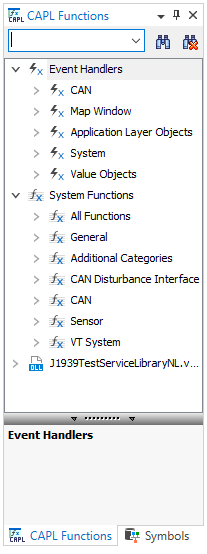 CAPL Functions
Event Handlers
CAN
Map Window
Application Layer Objects
System
Value Objects
System Functions
All Functions
General
Additional Categories
CAN Disturbance Interface
CAN
Sensor
VT System
J1939TestServiceLibraryNL.v...
Event Handlers
CAPL Functions
Symbols